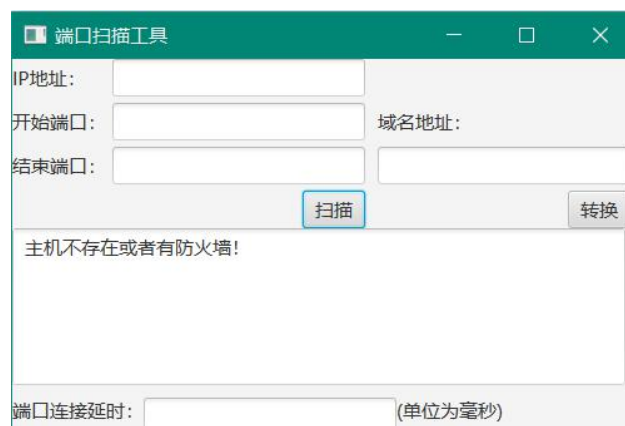 端口扫描工具
IP地址：
开始端口： 域名地址：
结束端口：
扫描 转换
主机不存在或者有防火墙！
端口连接延时： (单位为毫秒)